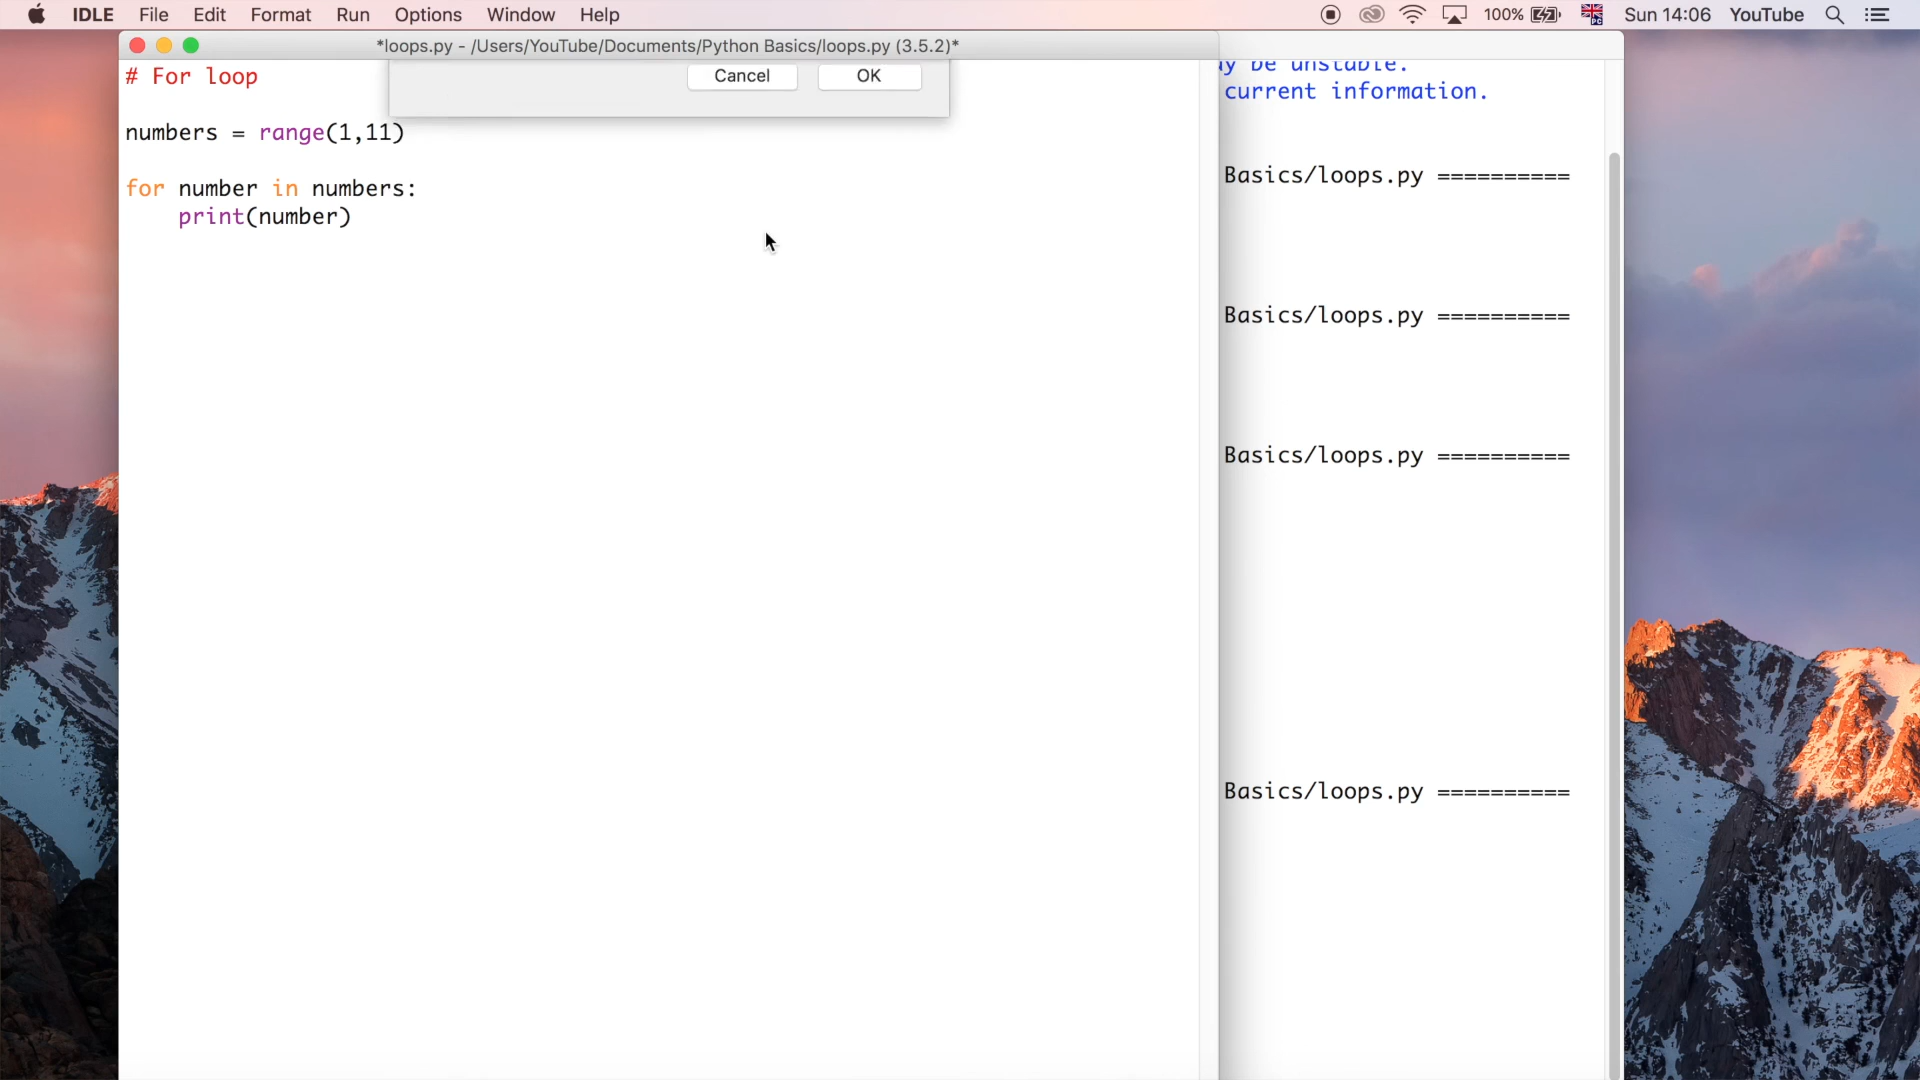 IDLE File Edit Format Run Options Window Help 100% Sun 14:06 YouTube
*loops.py - /Users/YouTube/Documents/Python Basics/loops.py (3.5.2)*
Cancel OK
# For loop
numbers = range(1,11)
for number in numbers:
print(number)
y be unstable.
current information.
Basics/loops.py ==========
Basics/loops.py ==========
Basics/loops.py ==========
Basics/loops.py ==========